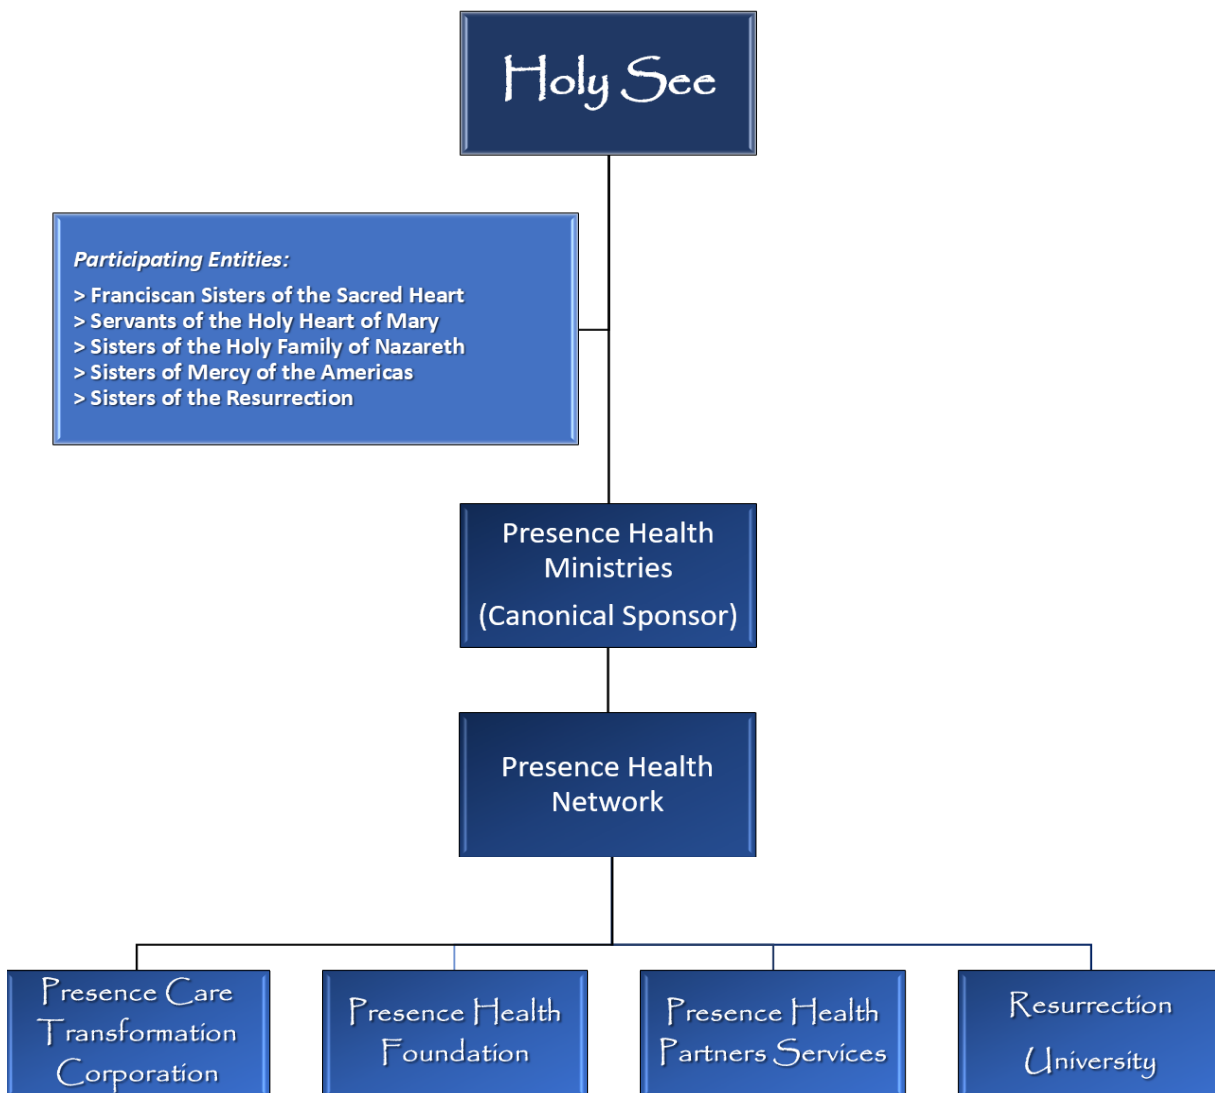 Holy See
Participating Entities:
> Franciscan Sisters of the Sacred Heart
> Servants of the Holy Heart of Mary
> Sisters of the Holy Family of Nazareth
> Sisters of Mercy of the Americas
> Sisters of the Resurrection
Presence Health
Ministries
(Canonical Sponsor)
Presence Health
Network
Presence Care
Transformation
Corporation
Presence Health
Foundation
Presence Health
Partners Services
Resurrection
University